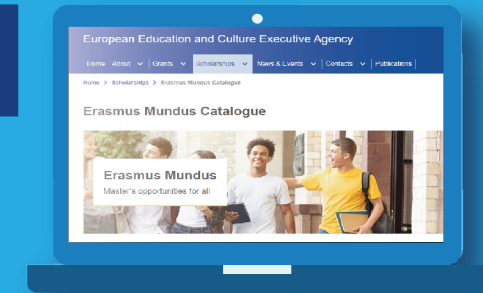 European Education and Culture Executive Agency
Home About Grants Scholarships News & Events Contacts Publications
Home > Scholarships > Erasmus Mundus Catalogue
Erasmus Mundus Catalogue
Erasmus Mundus
Master's opportunities for all